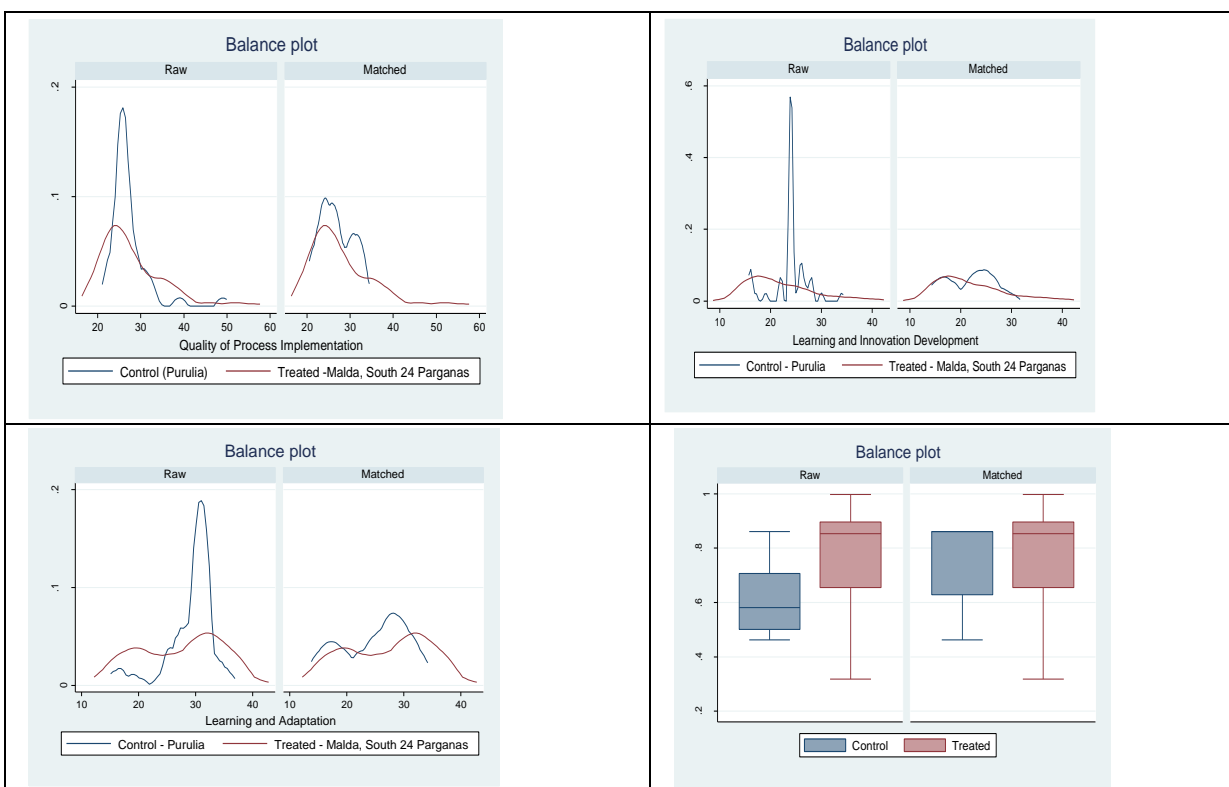 Balance plot
Raw Matched
.2
.1
0
20 30 40 50 60 20 30 40 50 60
Quality of Process Implementation
Control (Purulia) Treated -Malda, South 24 Parganas
Balance plot
Raw Matched
.6
.4
.2
0
10 20 30 40 10 20 30 40
Learning and Innovation Development
Control - Purulia Treated - Malda, South 24 Parganas
Balance plot
Raw Matched
.2
.1
0
10 20 30 40 10 20 30 40
Learning and Adaptation
Control - Purulia Treated - Malda, South 24 Parganas
Balance plot
Raw Matched
1
.8
.6
.4
.2
Control Treated